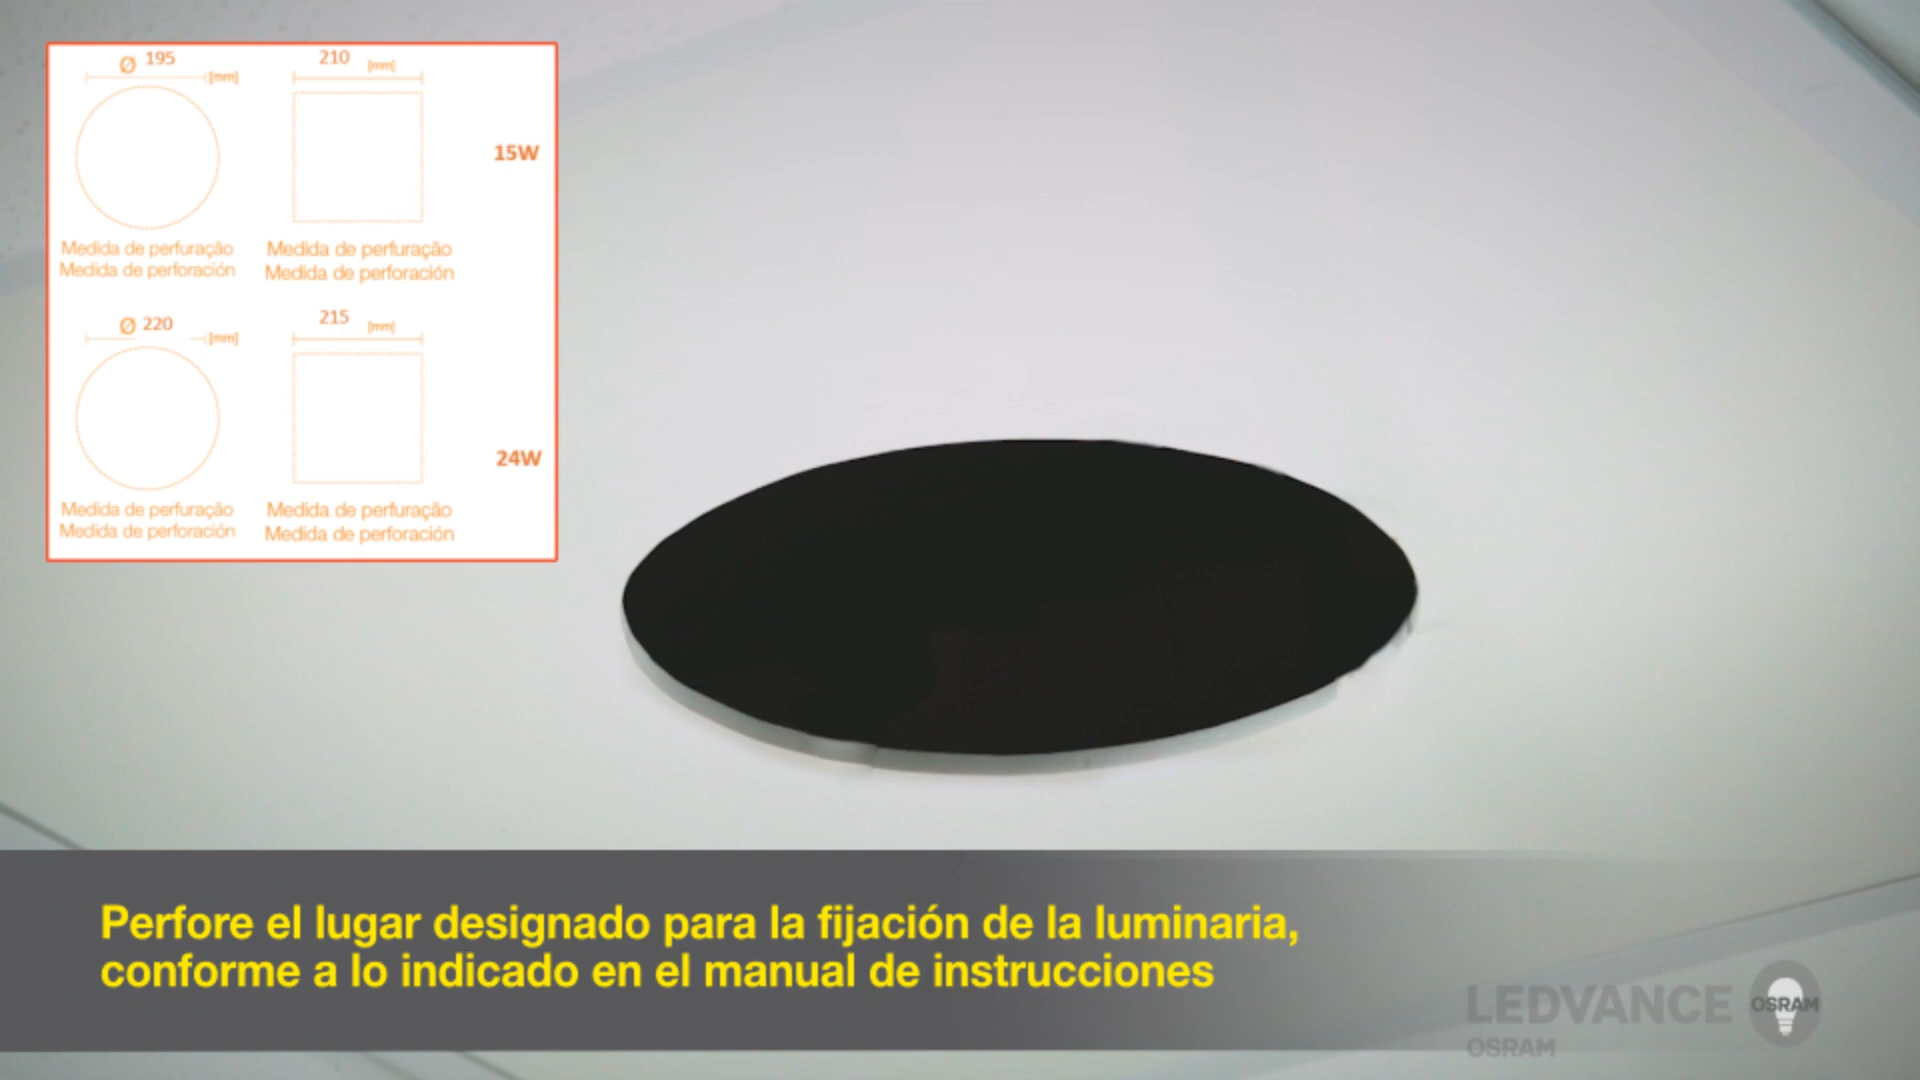 Ø 195 [mm]
210 [mm]
15W
Medida de perfuração
Medida de perforación
Medida de perfuração
Medida de perforación
Ø 220 [mm]
215 [mm]
24W
Medida de perfuração
Medida de perforación
Medida de perfuração
Medida de perforación
Perfore el lugar designado para la fijación de la luminaria,
conforme a lo indicado en el manual de instrucciones
LEDVANCE
OSRAM
OSRAM